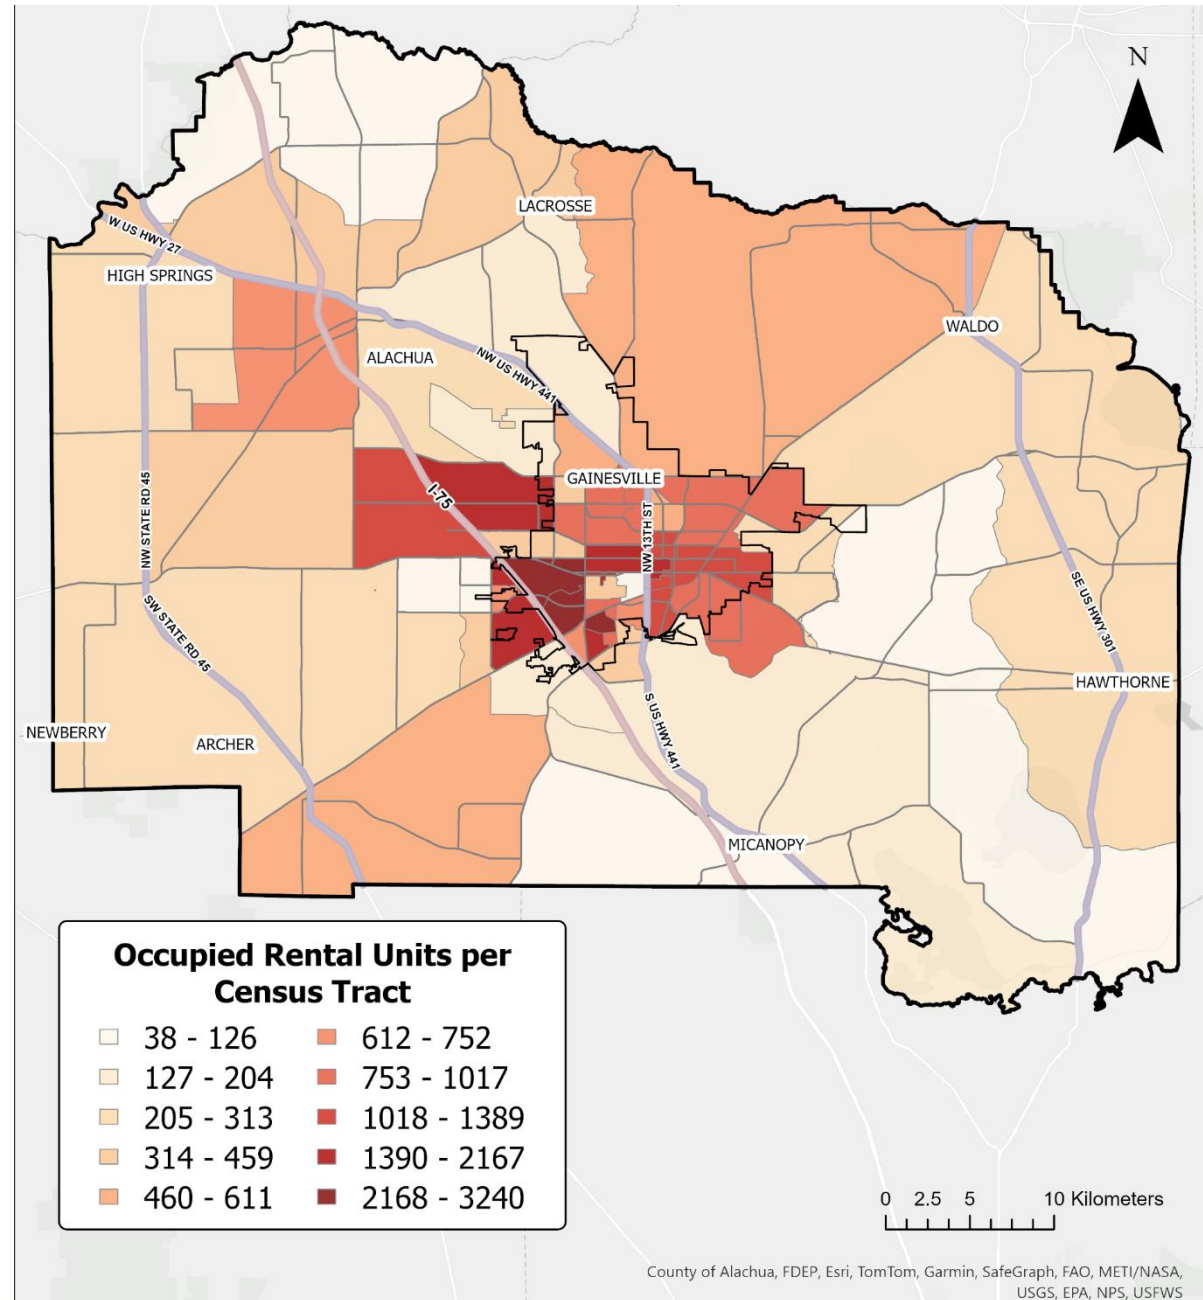 N
LACROSSE
W US HWY 27
HIGH SPRINGS
WALDO
ALACHUA
NW US HWY 441
GAINESVILLE
I-75
NW STATE RD 45
NW 13TH ST
SW STATE RD 45
SE US HWY 301
HAWTHORNE
S US HWY 441
NEWBERRY
ARCHER
MICANOPY
Occupied Rental Units per
Census Tract
38 - 126
127 - 204
205 - 313
314 - 459
460 - 611
612 - 752
753 - 1017
1018 - 1389
1390 - 2167
2168 - 3240
0 2.5 5 10 Kilometers
County of Alachua, FDEP, Esri, TomTom, Garmin, SafeGraph, FAO, METI/NASA,
USGS, EPA, NPS, USFWS